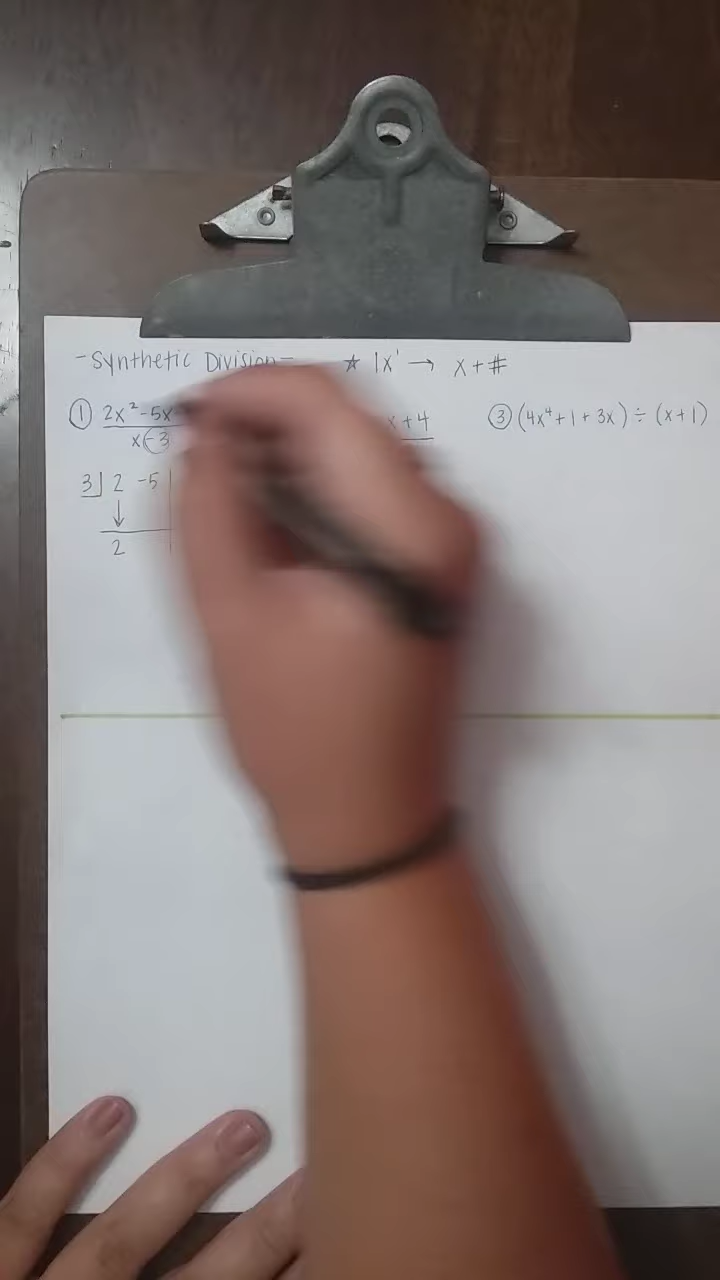 -Synthetic Division- ★ 1x¹ → x + #
① 2x² - 5x x + 4 ③ (4x⁴ + 1 + 3x) ÷ (x + 1)
x - 3
3 2 -5
↓
2